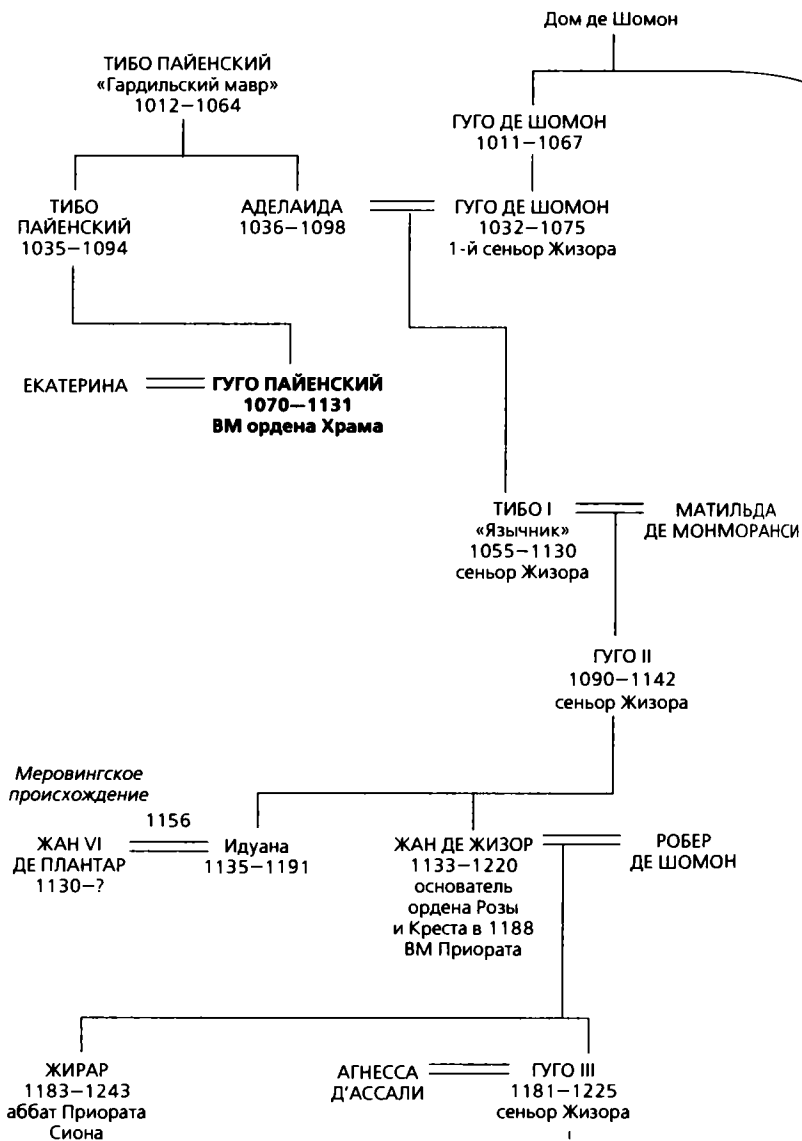 Дом де Шомон
ТИБО ПАЙЕНСКИЙ
«Гардильский мавр»
1012–1064
ГУГО ДЕ ШОМОН
1011–1067
ТИБО
ПАЙЕНСКИЙ
1035–1094
АДЕЛАИДА
1036–1098
ГУГО ДЕ ШОМОН
1032–1075
1-й сеньор Жизора
ЕКАТЕРИНА
ГУГО ПАЙЕНСКИЙ
1070–1131
ВМ ордена Храма
ТИБО I
«Язычник»
1055–1130
сеньор Жизора
МАТИЛЬДА
ДЕ МОНМОРАНСИ
ГУГО II
1090–1142
сеньор Жизора
Меровингское
происхождение
1156
ЖАН VI
ДЕ ПЛАНТАР
1130–?
Идуана
1135–1191
ЖАН ДЕ ЖИЗОР
1133–1220
основатель
ордена Розы
и Креста в 1188
ВМ Приората
РОБЕР
ДЕ ШОМОН
ЖИРАР
1183–1243
аббат Приората
Сиона
АГНЕССА
Д'АССАЛИ
ГУГО III
1181–1225
сеньор Жизора